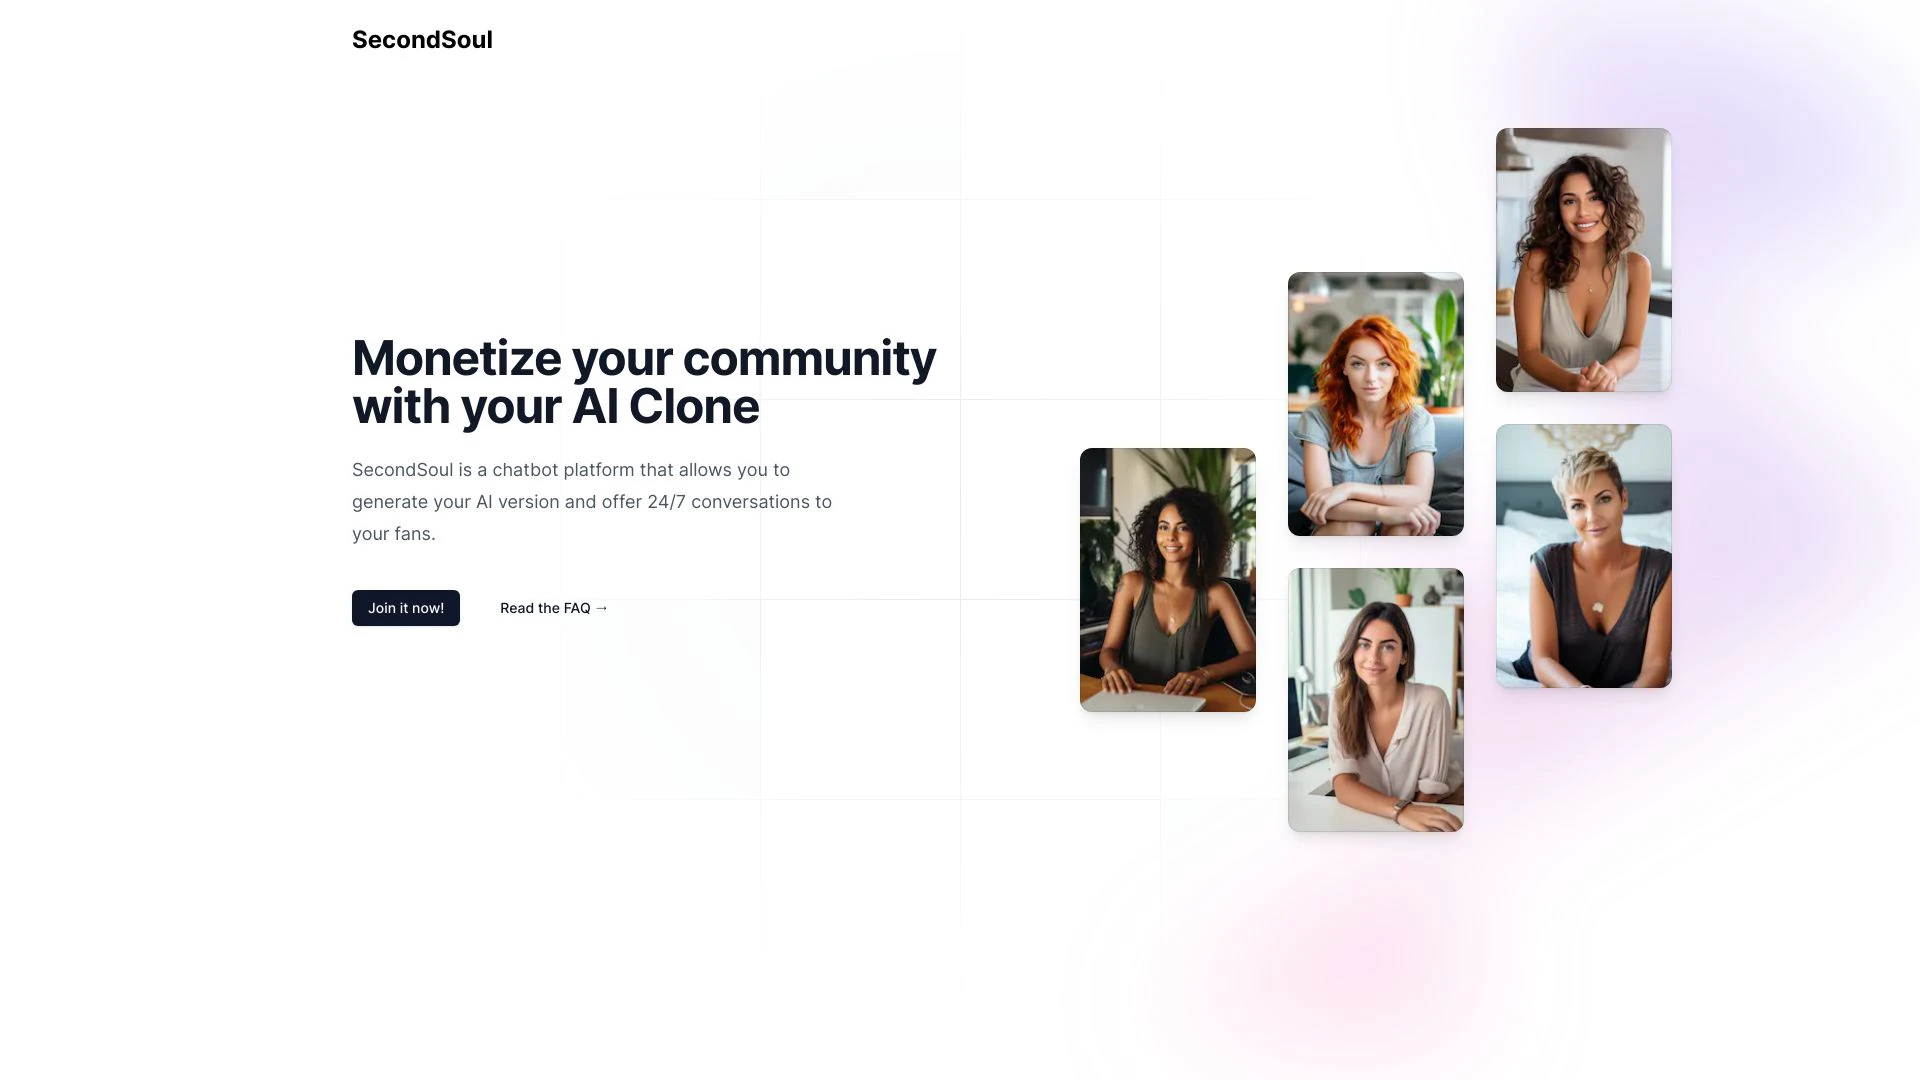 SecondSoul
Monetize your community
with your AI Clone
SecondSoul is a chatbot platform that allows you to
generate your AI version and offer 24/7 conversations to
your fans.
Join it now!
Read the FAQ →